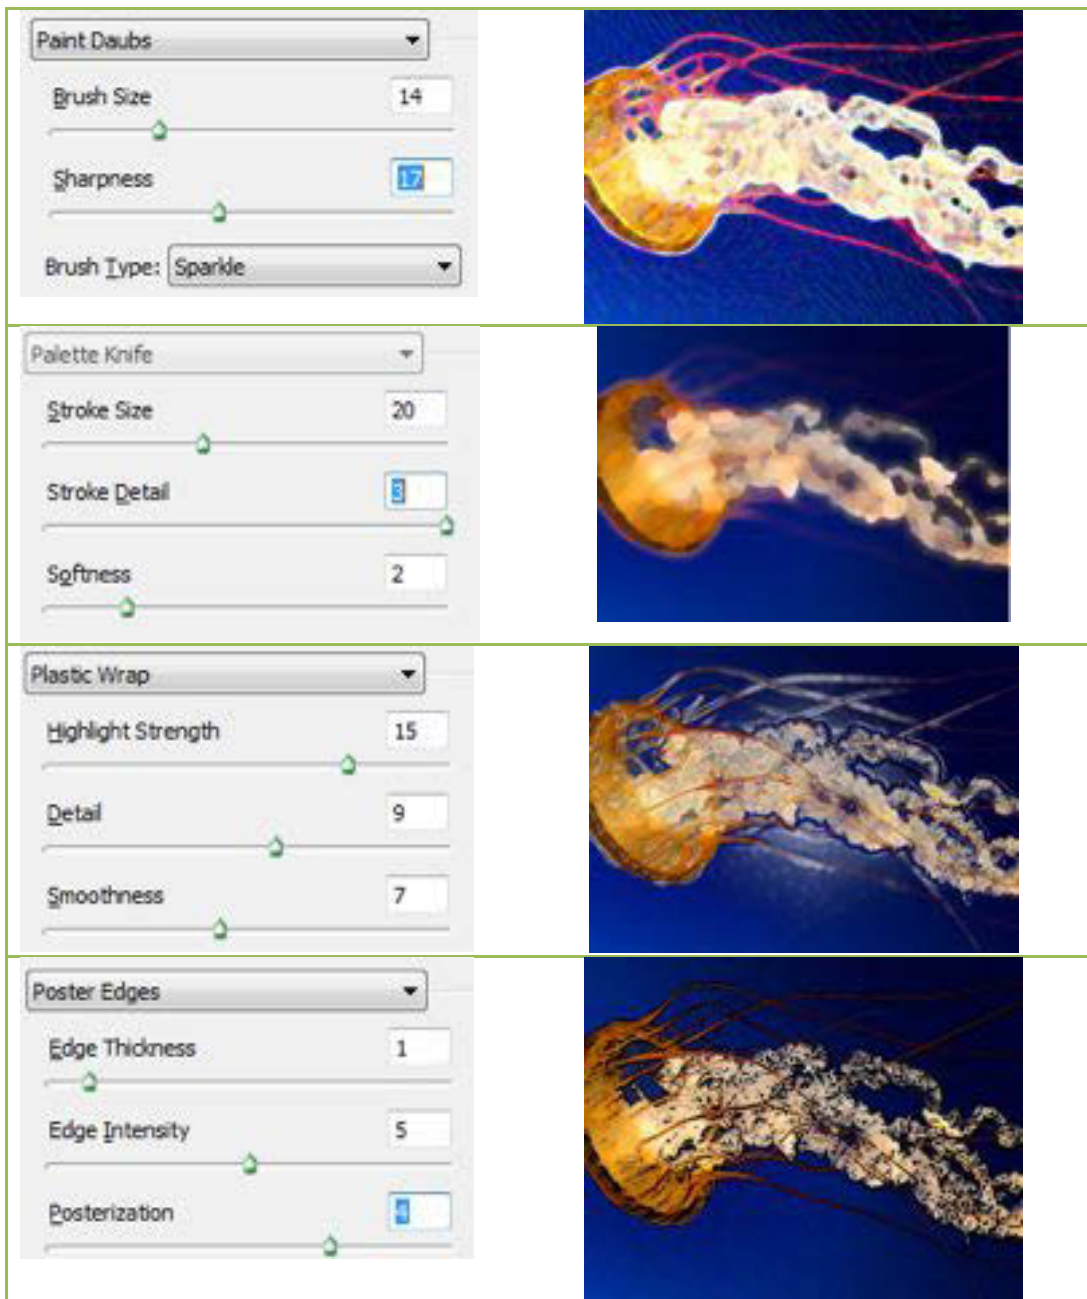 Paint Daubs
Brush Size 14
Sharpness 17
Brush Type: Sparkle
Palette Knife
Stroke Size 20
Stroke Detail 3
Softness 2
Plastic Wrap
Highlight Strength 15
Detail 9
Smoothness 7
Poster Edges
Edge Thickness 1
Edge Intensity 5
Posterization 4